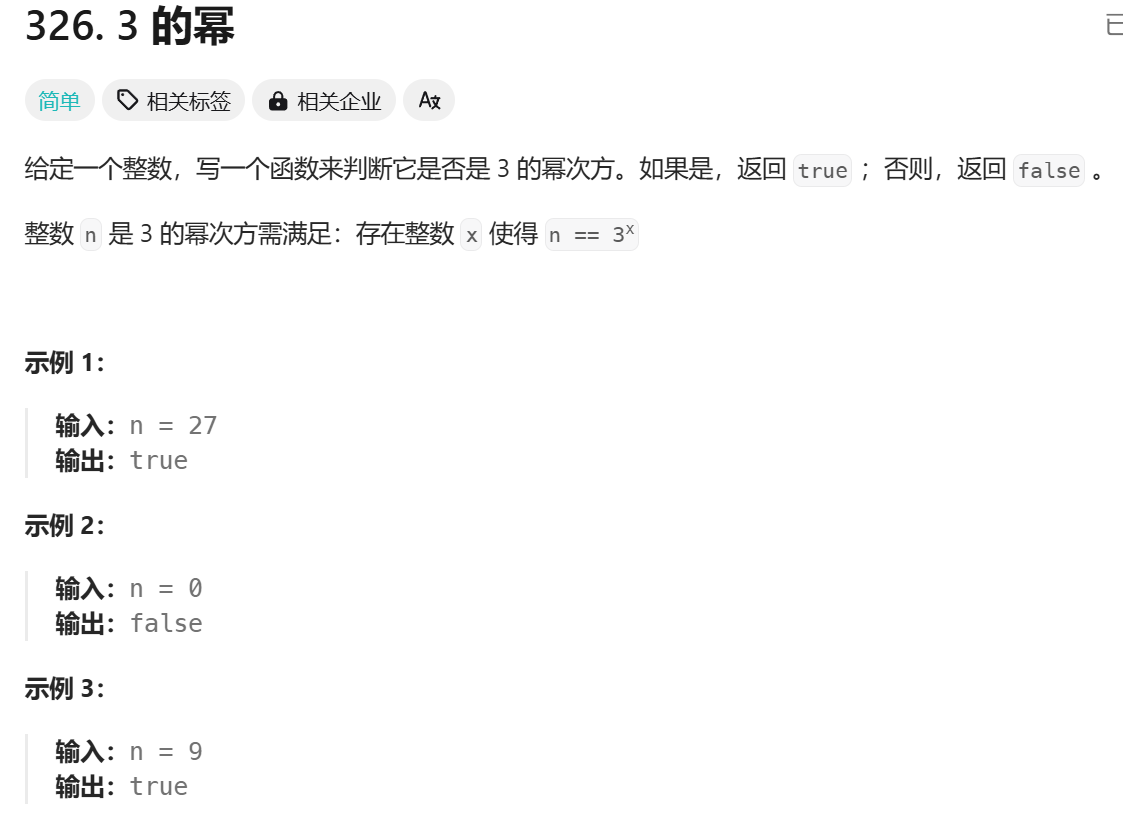 326. 3 的幂
简单 相关标签 相关企业 A文
给定一个整数，写一个函数来判断它是否是 3 的幂次方。如果是，返回 true ；否则，返回 false 。
整数 n 是 3 的幂次方需满足：存在整数 x 使得 n == 3ˣ
示例 1：
输入：n = 27
输出：true
示例 2：
输入：n = 0
输出：false
示例 3：
输入：n = 9
输出：true